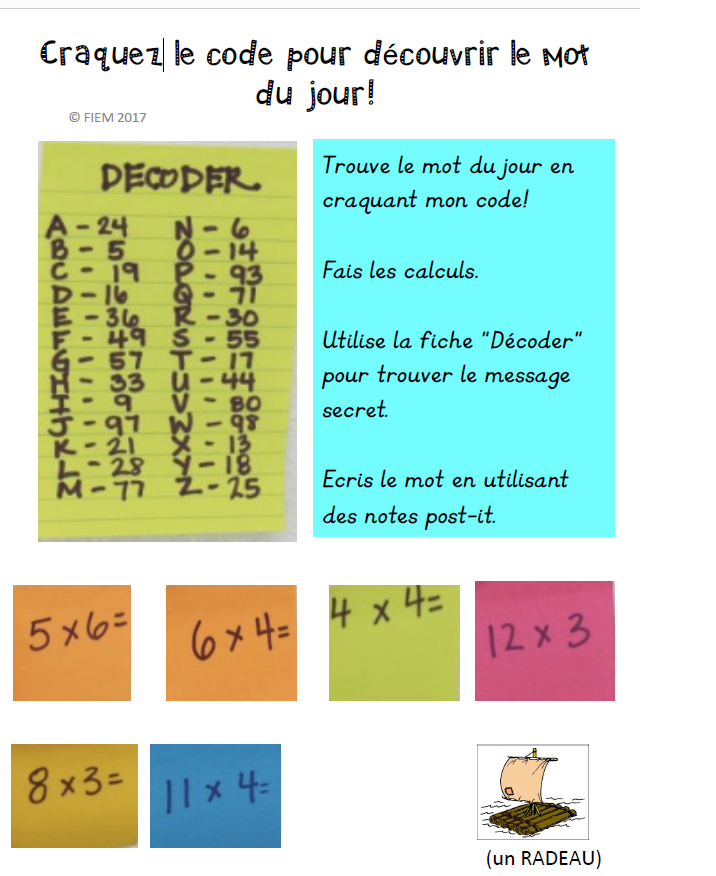 Craquez le code pour découvrir le Mot
du jour!
© FIEM 2017
DECODER
A - 24 N - 6
B - 5 O - 14
C - 19 P - 93
D - 16 Q - 71
E - 36 R - 30
F - 49 S - 55
G - 57 T - 17
H - 33 U - 44
I - 9 V - 80
J - 97 W - 98
K - 21 X - 13
L - 28 Y - 18
M - 77 Z - 25
Trouve le mot du jour en
craquant mon code!
Fais les calculs.
Utilise la fiche "Décoder"
pour trouver le message
secret.
Ecris le mot en utilisant
des notes post-it.
5 x 6 =
6 x 4 =
4 x 4 =
12 x 3
8 x 3 =
11 x 4 =
(un RADEAU)